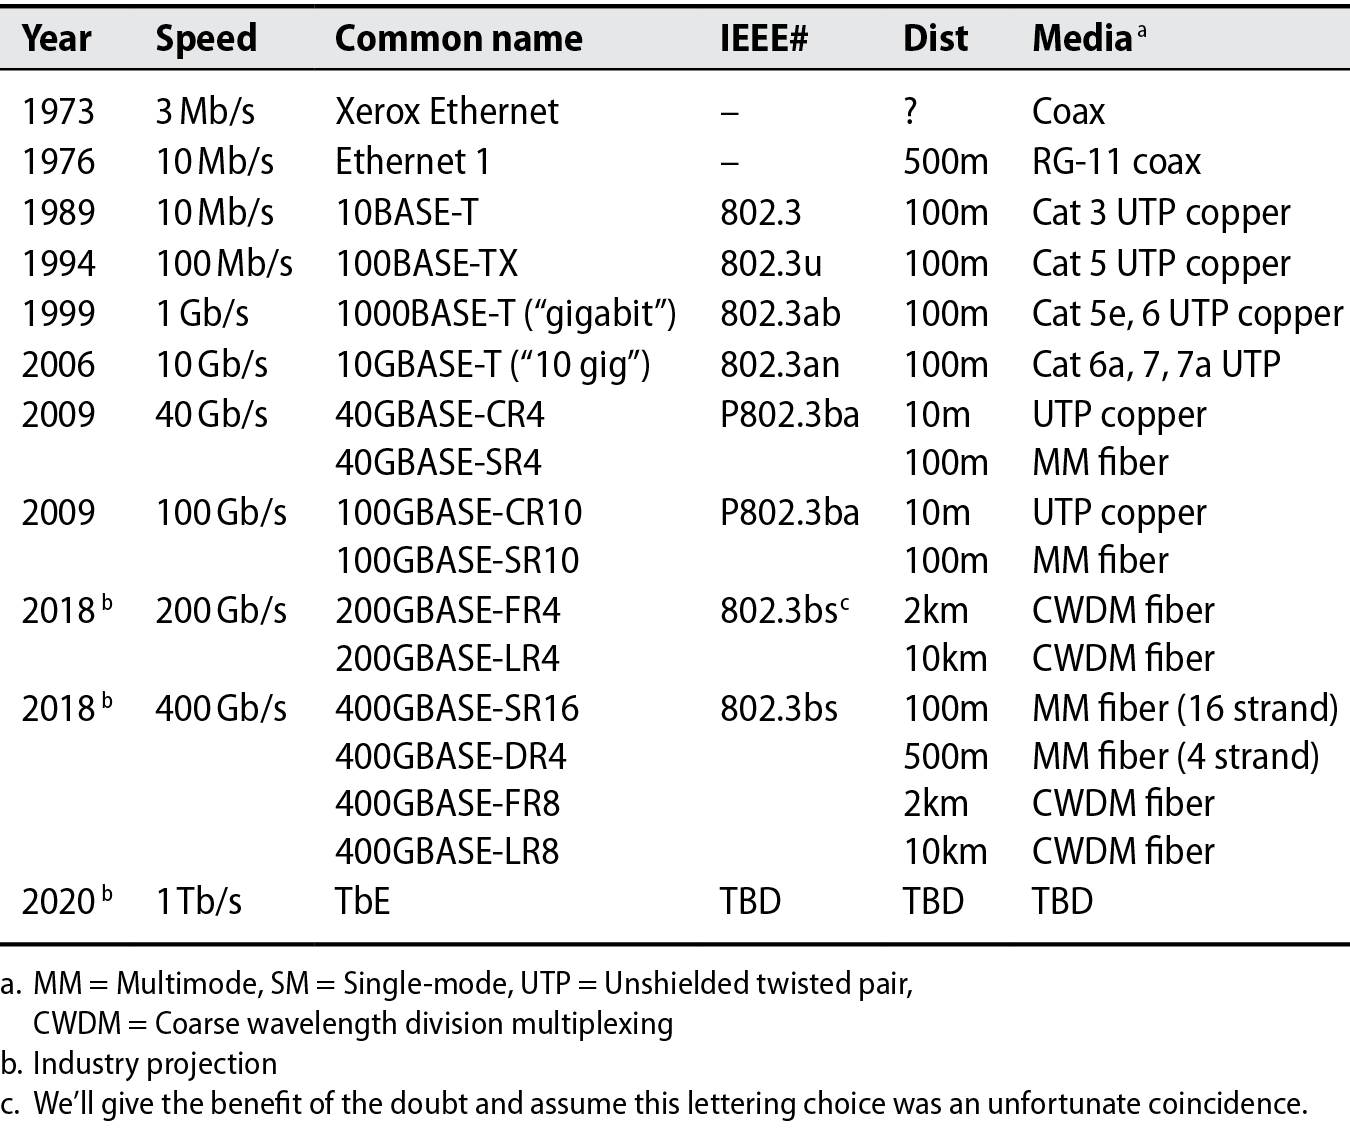 Year Speed Common name IEEE# Dist Media a
1973 3 Mb/s Xerox Ethernet – ? Coax
1976 10 Mb/s Ethernet 1 – 500m RG-11 coax
1989 10 Mb/s 10BASE-T 802.3 100m Cat 3 UTP copper
1994 100 Mb/s 100BASE-TX 802.3u 100m Cat 5 UTP copper
1999 1 Gb/s 1000BASE-T (“gigabit”) 802.3ab 100m Cat 5e, 6 UTP copper
2006 10 Gb/s 10GBASE-T (“10 gig”) 802.3an 100m Cat 6a, 7, 7a UTP
2009 40 Gb/s 40GBASE-CR4 P802.3ba 10m UTP copper
40GBASE-SR4 100m MM fiber
2009 100 Gb/s 100GBASE-CR10 P802.3ba 10m UTP copper
100GBASE-SR10 100m MM fiber
2018 b 200 Gb/s 200GBASE-FR4 802.3bs c 2km CWDM fiber
200GBASE-LR4 10km CWDM fiber
2018 b 400 Gb/s 400GBASE-SR16 802.3bs 100m MM fiber (16 strand)
400GBASE-DR4 500m MM fiber (4 strand)
400GBASE-FR8 2km CWDM fiber
400GBASE-LR8 10km CWDM fiber
2020 b 1 Tb/s TbE TBD TBD TBD
a. MM = Multimode, SM = Single-mode, UTP = Unshielded twisted pair,
CWDM = Coarse wavelength division multiplexing
b. Industry projection
c. We’ll give the benefit of the doubt and assume this lettering choice was an unfortunate coincidence.